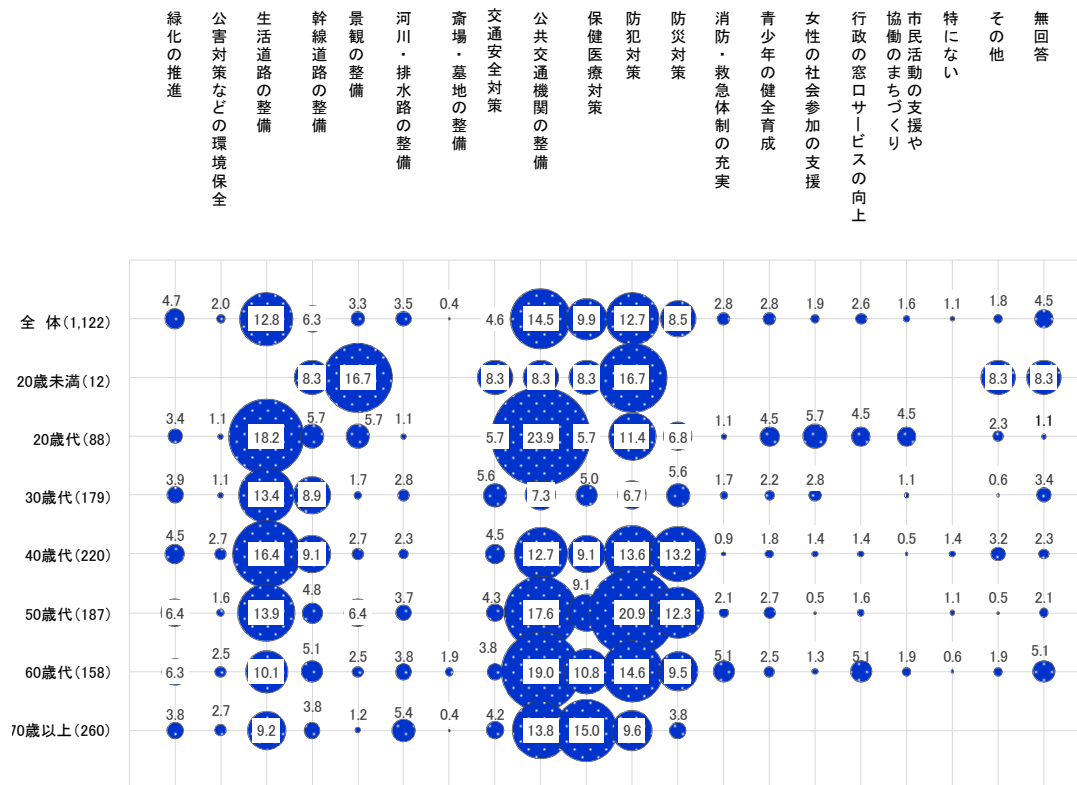 緑化の推進
公害対策などの環境保全
生活道路の整備
幹線道路の整備
景観の整備
河川・排水路の整備
斎場・墓地の整備
交通安全対策
公共交通機関の整備
保健医療対策
防犯対策
防災対策
消防・救急体制の充実
青少年の健全育成
女性の社会参加の支援
行政の窓口サービスの向上
市民活動の支援や
協働のまちづくり
特にない
その他
無回答
全 体(1,122) 4.7 2.0 12.8 6.3 3.3 3.5 0.4 4.6 14.5 9.9 12.7 8.5 2.8 2.8 1.9 2.6 1.6 1.1 1.8 4.5
20歳未満(12) 8.3 16.7 8.3 8.3 8.3 16.7 8.3 8.3
20歳代(88) 3.4 1.1 18.2 5.7 5.7 1.1 5.7 23.9 5.7 11.4 6.8 1.1 4.5 5.7 4.5 4.5 2.3 1.1
30歳代(179) 3.9 1.1 13.4 8.9 1.7 2.8 5.6 7.3 5.0 6.7 5.6 1.7 2.2 2.8 1.1 0.6 3.4
40歳代(220) 4.5 2.7 16.4 9.1 2.7 2.3 4.5 12.7 9.1 13.6 13.2 0.9 1.8 1.4 1.4 0.5 1.4 3.2 2.3
50歳代(187) 6.4 1.6 13.9 4.8 6.4 3.7 4.3 17.6 9.1 20.9 12.3 2.1 2.7 0.5 1.6 1.1 0.5 2.1
60歳代(158) 6.3 2.5 10.1 5.1 2.5 3.8 1.9 3.8 19.0 10.8 14.6 9.5 5.1 2.5 1.3 5.1 1.9 0.6 1.9 5.1
70歳以上(260) 3.8 2.7 9.2 3.8 1.2 5.4 0.4 4.2 13.8 15.0 9.6 3.8